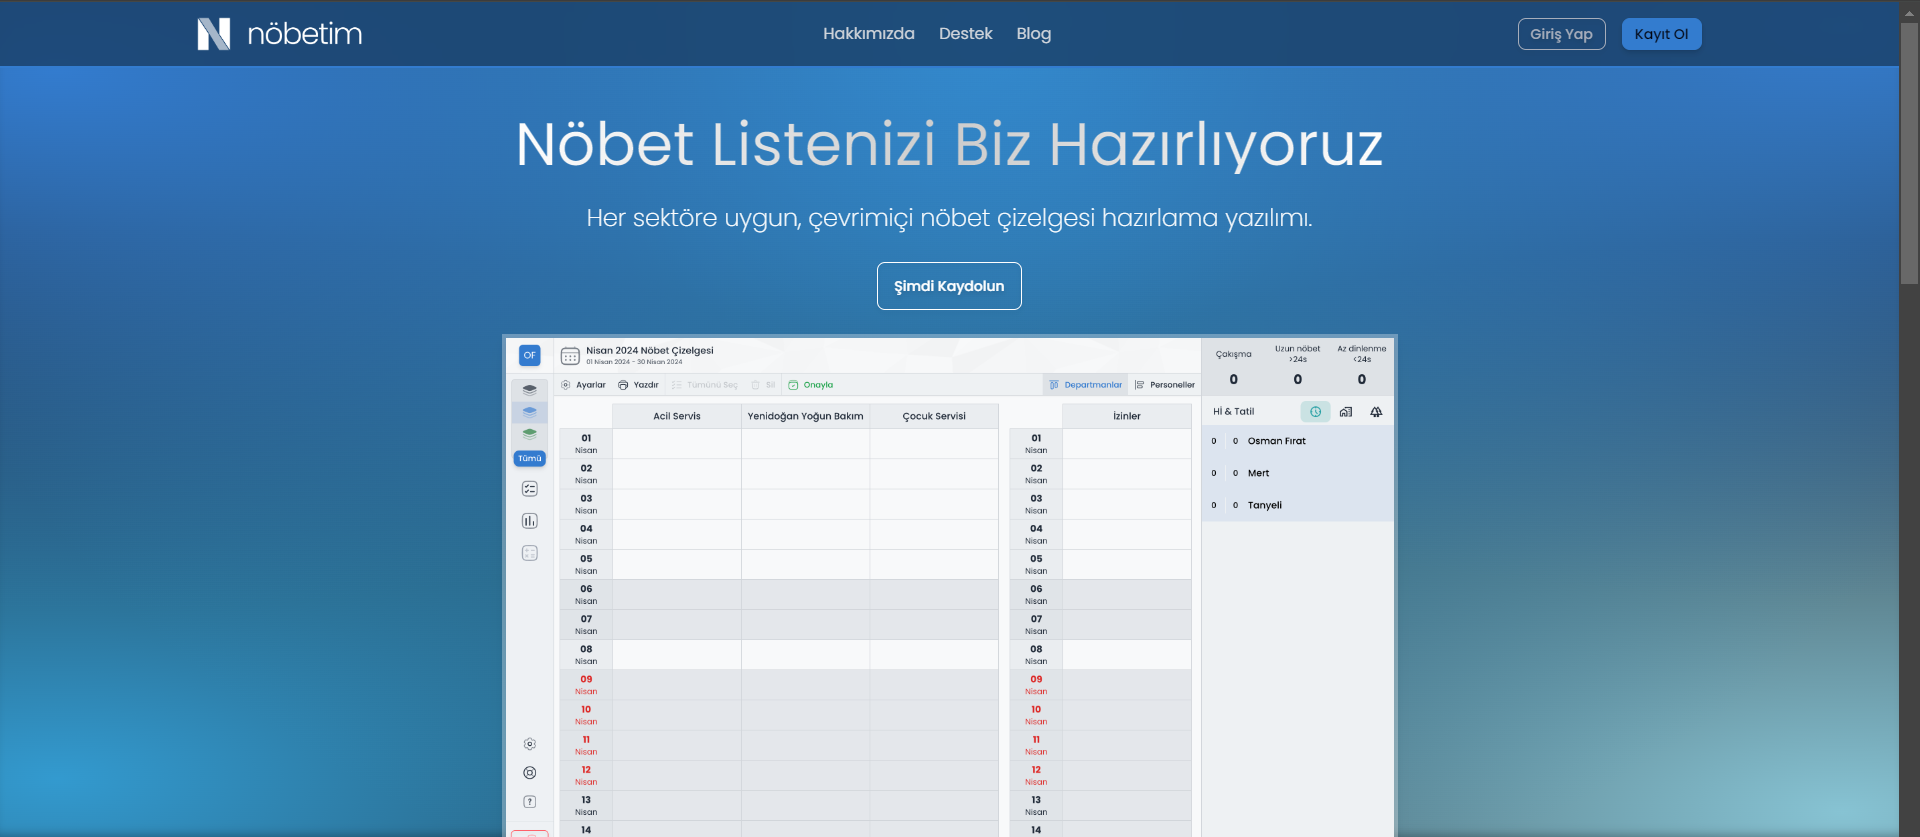 nöbetim
Hakkımızda Destek Blog
Giriş Yap Kayıt Ol
Nöbet Listenizi Biz Hazırlıyoruz
Her sektöre uygun, çevrimiçi nöbet çizelgesi hazırlama yazılımı.
Şimdi Kaydolun
OF
Nisan 2024 Nöbet Çizelgesi
01 Nisan 2024 - 30 Nisan 2024
Ayarlar Yazdır Tümünü Seç Sil Onayla Departmanlar Personeller
Çakışma Uzun nöbet >24s Az dinlenme <24s
0 0 0
Hİ & Tatil
0 0 Osman Fırat
0 0 Mert
0 0 Tanyeli
Tümü
Acil Servis Yenidoğan Yoğun Bakım Çocuk Servisi İzinler
01 Nisan 01 Nisan
02 Nisan 02 Nisan
03 Nisan 03 Nisan
04 Nisan 04 Nisan
05 Nisan 05 Nisan
06 Nisan 06 Nisan
07 Nisan 07 Nisan
08 Nisan 08 Nisan
09 Nisan 09 Nisan
10 Nisan 10 Nisan
11 Nisan 11 Nisan
12 Nisan 12 Nisan
13 Nisan 13 Nisan
14 14